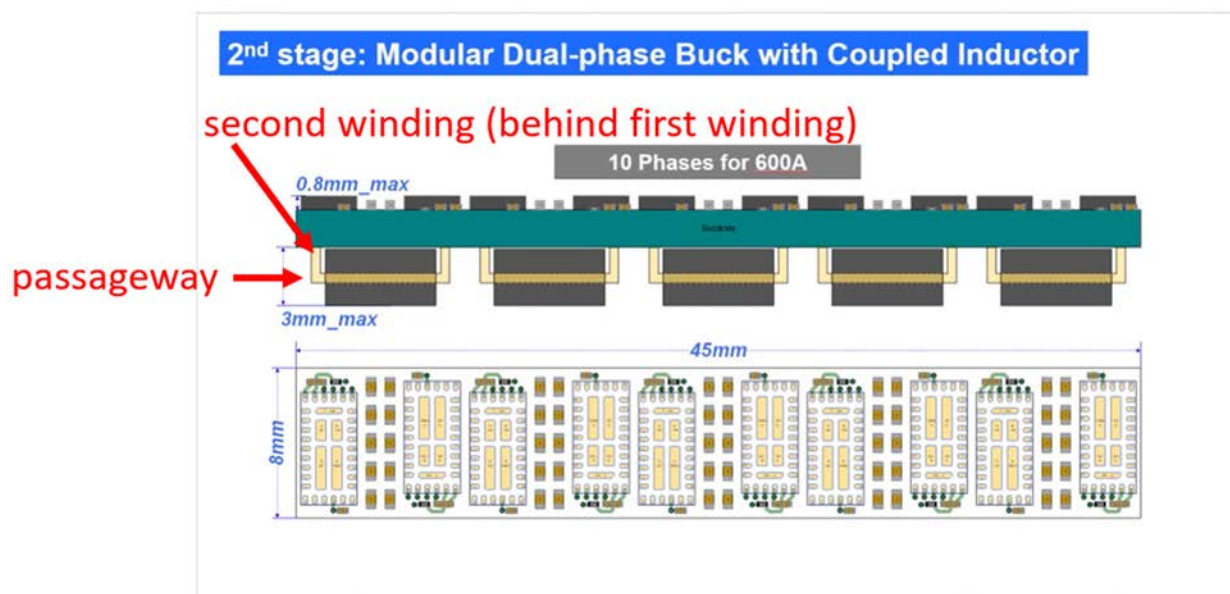 2nd stage: Modular Dual-phase Buck with Coupled Inductor
second winding (behind first winding)
10 Phases for 600A
0.8mm_max
passageway
3mm_max
45mm
8mm